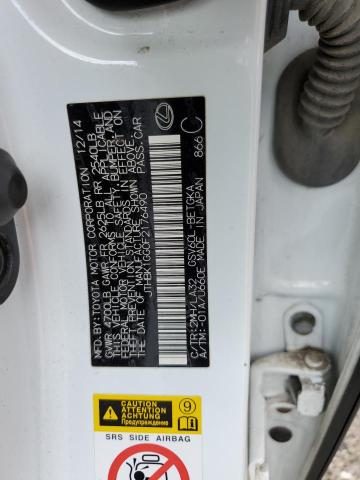 MFD.BY: TOYOTA MOTOR CORPORATION 12/14
GVWR 4700LB GAWR FR 2625LB RR 2540LB
THIS VEHICLE CONFORMS TO ALL APPLICABLE
FEDERAL MOTOR VEHICLE SAFETY, BUMPER, AND
THEFT PREVENTION STANDARDS IN EFFECT ON
THE DATE OF MANUFACTURE SHOWN ABOVE.
JTHBK1GG0F2176490 PASS.CAR
C/TR:2MH/LA32 GSV60L-BETGKA
A/TM:-01A/U660E MADE IN JAPAN
866
C
CAUTION
ATTENTION
ACHTUNG
Предупреждение
9
SRS SIDE AIRBAG